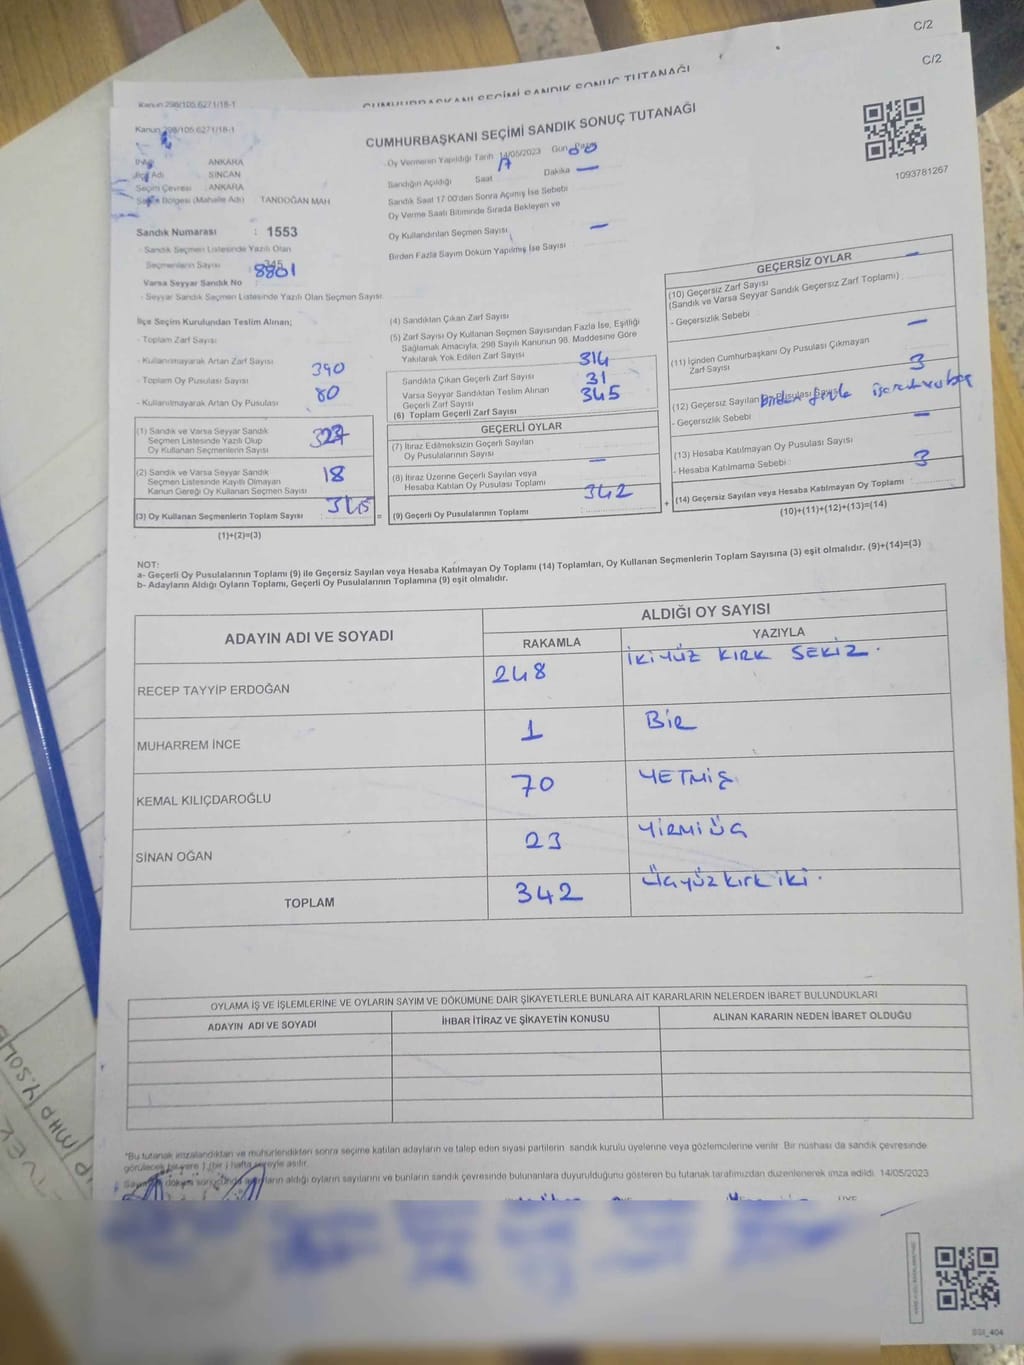 C/2
C/2
Kanun 298/105,6271/18-1
CUMHURBAŞKANI SEÇİMİ SANDIK SONUÇ TUTANAĞI
Kanun 298/105,6271/18-1
CUMHURBAŞKANI SEÇİMİ SANDIK SONUÇ TUTANAĞI
1093781267
ANKARA
Adı SİNCAN
Seçim Çevresi : ANKARA
Bölgesi (Mahalle Adı) TANDOĞAN MAH
Sandık Numarası : 1553
- Sandık Seçmen Listesinde Yazılı Olan
Seçmenlerin Sayısı 345
8801
Varsa Seyyar Sandık No
- Seyyar Sandık Seçmen Listesinde Yazılı Olan Seçmen Sayısı
Oy Vermenin Yapıldığı Tarih 14/05/2023 Gün
Sandığın Açıldığı Saat 17 Dakika 00 —
Sandık Saat 17:00'dan Sonra Açılmış İse Sebebi
Oy Verme Saati Bitiminde Sırada Bekleyen ve
Oy Kullandırılan Seçmen Sayısı —
Birden Fazla Sayım Döküm Yapılmış İse Sayısı
İlçe Seçim Kurulundan Teslim Alınan;
- Toplam Zarf Sayısı
- Kullanılmayarak Artan Zarf Sayısı
390
- Toplam Oy Pusulası Sayısı
80
- Kullanılmayarak Artan Oy Pusulası
(1) Sandık ve Varsa Seyyar Sandık
Seçmen Listesinde Yazılı Olup
Oy Kullanan Seçmenlerin Sayısı 327
(2) Sandık ve Varsa Seyyar Sandık
Seçmen Listesinde Kayıtlı Olmayan
Kanun Gereği Oy Kullanan Seçmen Sayısı 18
(3) Oy Kullanan Seçmenlerin Toplam Sayısı 345 =
(1)+(2)=(3)
(4) Sandıktan Çıkan Zarf Sayısı
(5) Zarf Sayısı Oy Kullanan Seçmen Sayısından Fazla İse, Eşitliği
Sağlamak Amacıyla, 298 Sayılı Kanunun 98. Maddesine Göre
Yakılarak Yok Edilen Zarf Sayısı
314
Sandıkta Çıkan Geçerli Zarf Sayısı 31
Varsa Seyyar Sandıktan Teslim Alınan 345
Geçerli Zarf Sayısı
(6) Toplam Geçerli Zarf Sayısı
GEÇERLİ OYLAR
(7) İtiraz Edilmeksizin Geçerli Sayılan
Oy Pusulalarının Sayısı —
(8) İtiraz Üzerine Geçerli Sayılan veya
Hesaba Katılan Oy Pusulası Toplamı
342
(9) Geçerli Oy Pusulalarının Toplamı +
GEÇERSİZ OYLAR —
(10) Geçersiz Zarf Sayısı
(Sandık ve Varsa Seyyar Sandık Geçersiz Zarf Toplamı)
- Geçersizlik Sebebi —
(11) İçinden Cumhurbaşkanı Oy Pusulası Çıkmayan
Zarf Sayısı 3
(12) Geçersiz Sayılan Oy Pusulası Sayısı
Birden fazla
- Geçersizlik Sebebi —
(13) Hesaba Katılmayan Oy Pusulası Sayısı
- Hesaba Katılmama Sebebi 3
(14) Geçersiz Sayılan veya Hesaba Katılmayan Oy Toplamı
(10)+(11)+(12)+(13)=(14)
NOT:
a- Geçerli Oy Pusulalarının Toplamı (9) ile Geçersiz Sayılan veya Hesaba Katılmayan Oy Toplamı (14) Toplamları, Oy Kullanan Seçmenlerin Toplam Sayısına (3) eşit olmalıdır. (9)+(14)=(3)
b- Adayların Aldığı Oyların Toplamı, Geçerli Oy Pusulalarının Toplamına (9) eşit olmalıdır.
ADAYIN ADI VE SOYADI
ALDIĞI OY SAYISI
RAKAMLA YAZIYLA
RECEP TAYYİP ERDOĞAN 248 İKİYÜZ KIRK SEKİZ.
MUHARREM İNCE 1 BİR
KEMAL KILIÇDAROĞLU 70 YETMİŞ
SİNAN OĞAN 23 YİRMİÜÇ
TOPLAM 342 Üçyüzkırkiki.
OYLAMA İŞ VE İŞLEMLERİNE VE OYLARIN SAYIM VE DÖKÜMÜNE DAİR ŞİKAYETLERLE BUNLARA AİT KARARLARIN NELERDEN İBARET BULUNDUKLARI
ADAYIN ADI VE SOYADI İHBAR İTİRAZ VE ŞİKAYETİN KONUSU ALINAN KARARIN NEDEN İBARET OLDUĞU
*Bu tutanak imzalandıktan ve mühürlendikten sonra seçime katılan adayların ve talep eden siyasi partilerin sandık kurulu üyelerine veya gözlemcilerine verilir. Bir nüshası da sandık çevresinde
görülecek bir yere 1 (bir) hafta süreyle asılır.
döküm sonucunda aldığı oyların sayılarını ve bunların sandık çevresinde bulunanlara duyurulduğunu gösteren bu tutanak tarafımızdan düzenlenerek imza edildi. 14/05/2023
SSI_404
MHP